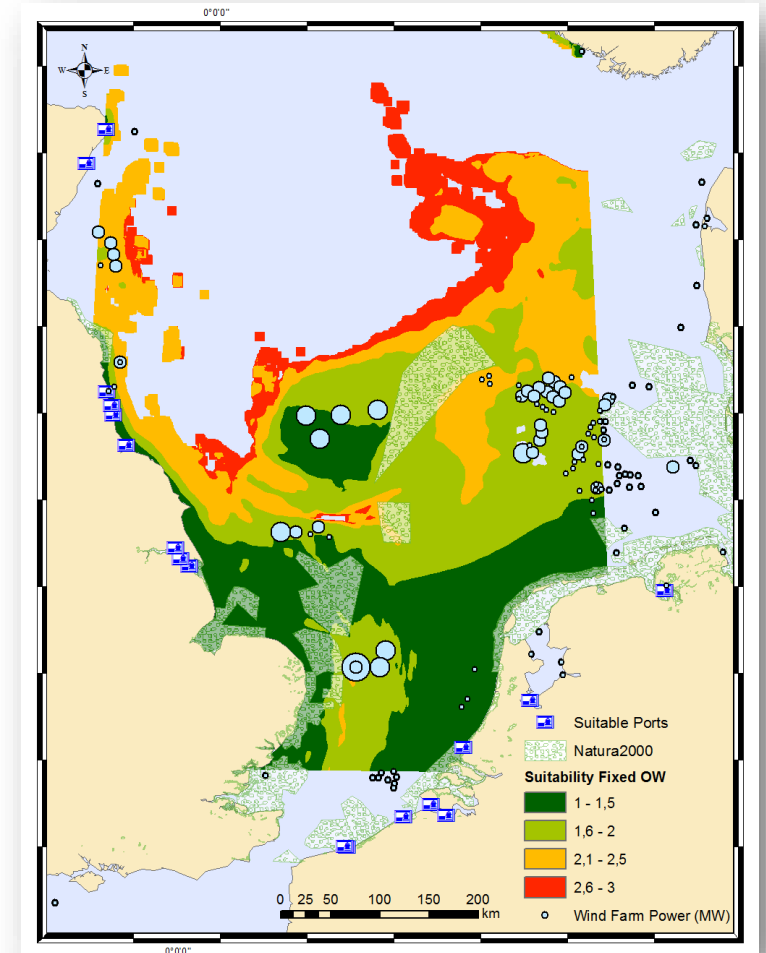 0°0'0"
N
W E
S
Suitable Ports
Natura2000
Suitability Fixed OW
1 - 1,5
1,6 - 2
2,1 - 2,5
2,6 - 3
Wind Farm Power (MW)
0 25 50 100 150 200
km
0°0'0"